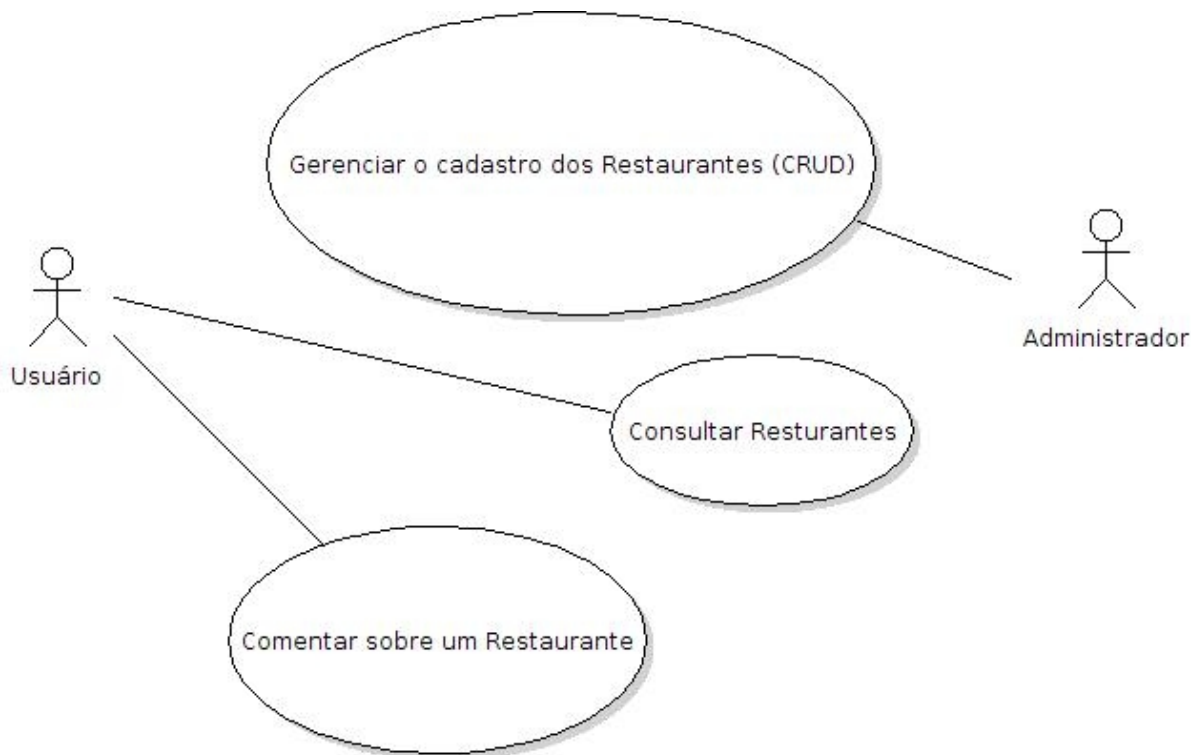 Gerenciar o cadastro dos Restaurantes (CRUD)
Usuário
Administrador
Consultar Resturantes
Comentar sobre um Restaurante